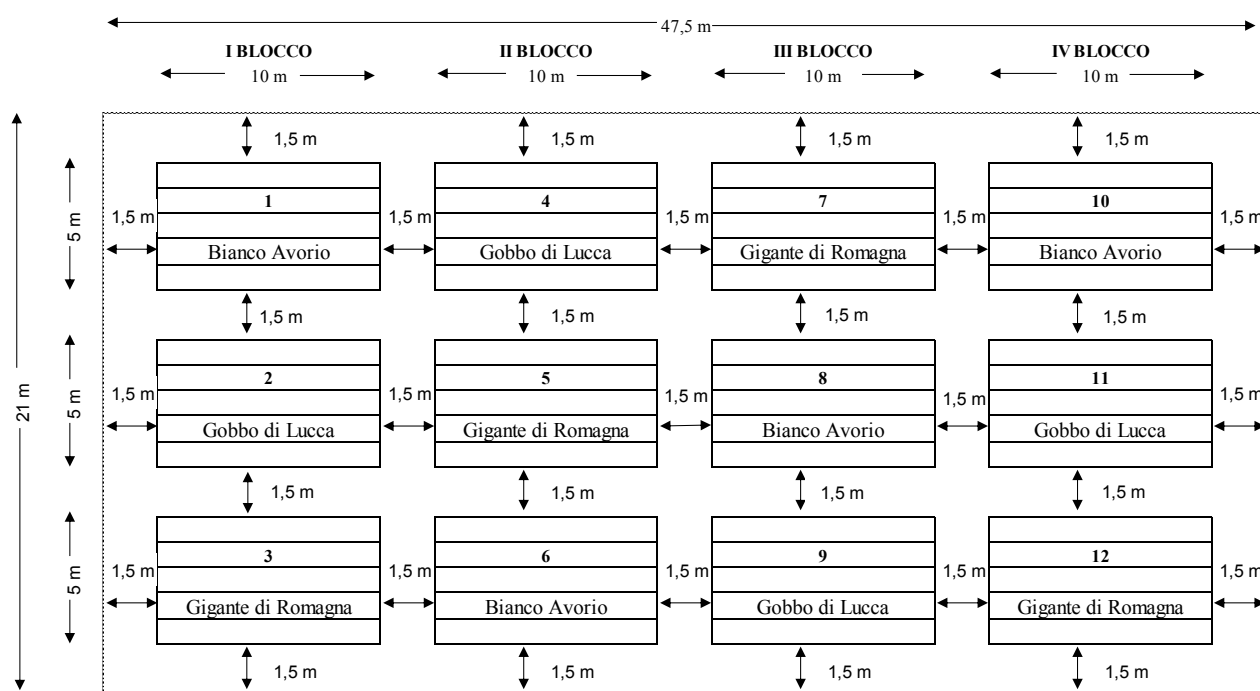 47,5 m
I BLOCCO II BLOCCO III BLOCCO IV BLOCCO
10 m 10 m 10 m 10 m
1,5 m 1,5 m 1,5 m 1,5 m
1 4 7 10
5 m 1,5 m 1,5 m 1,5 m 1,5 m 1,5 m
Bianco Avorio Gobbo di Lucca Gigante di Romagna Bianco Avorio
1,5 m 1,5 m 1,5 m 1,5 m
2 5 8 11
21 m 5 m 1,5 m 1,5 m 1,5 m 1,5 m 1,5 m
Gobbo di Lucca Gigante di Romagna Bianco Avorio Gobbo di Lucca
1,5 m 1,5 m 1,5 m 1,5 m
3 6 9 12
5 m 1,5 m 1,5 m 1,5 m 1,5 m 1,5 m
Gigante di Romagna Bianco Avorio Gobbo di Lucca Gigante di Romagna
1,5 m 1,5 m 1,5 m 1,5 m